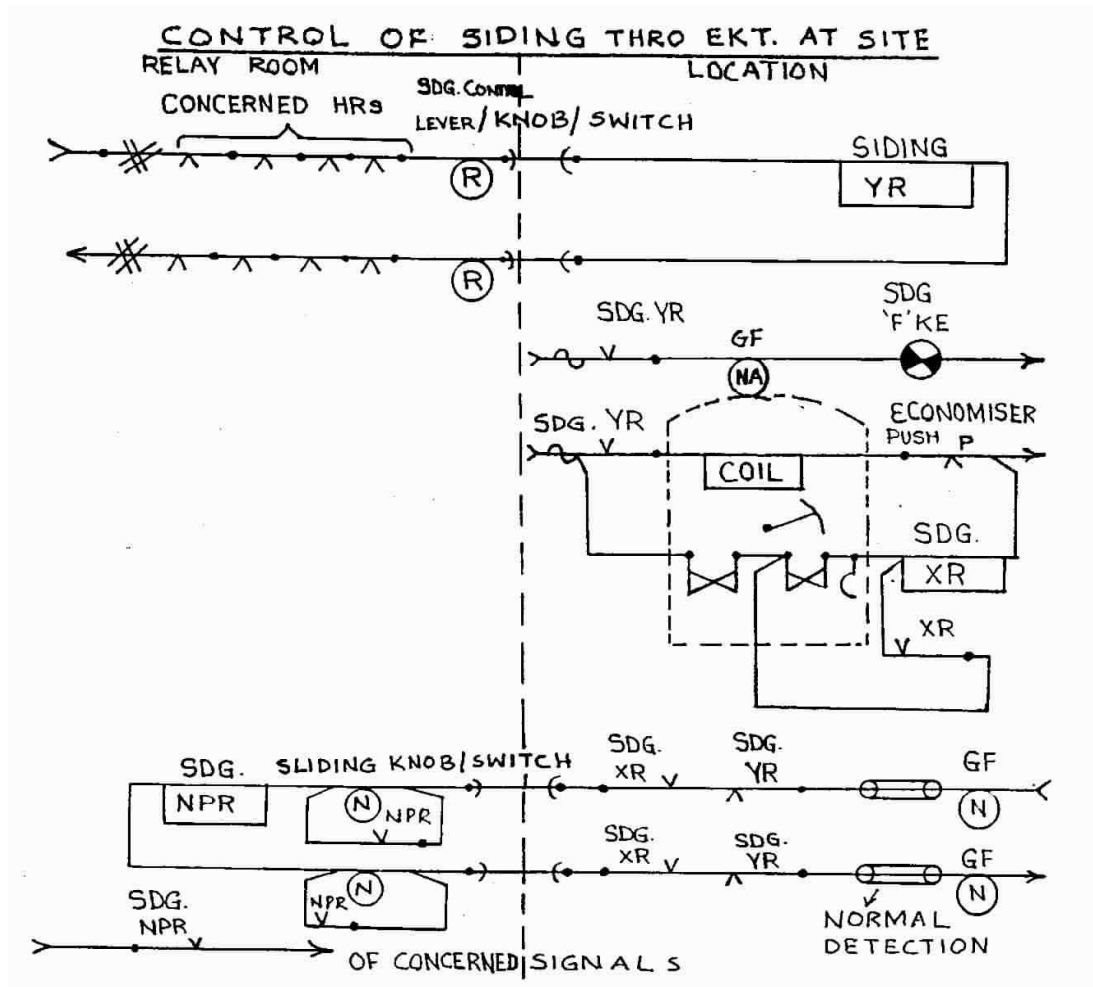 CONTROL OF SIDING THRO EKT. AT SITE
RELAY ROOM
LOCATION
CONCERNED HRS
SDG. CONTROL
LEVER/KNOB/SWITCH
R
SIDING
YR
R
SDG. YR
GF
NA
SDG
'F'KE
SDG. YR
COIL
ECONOMISER
PUSH P
SDG.
XR
XR
SDG.
NPR
SLIDING KNOB/SWITCH
N
NPR
SDG.
XR
SDG.
YR
GF
N
N
NPR
SDG.
XR
SDG.
YR
GF
N
NORMAL
DETECTION
SDG.
NPR
OF CONCERNED SIGNALS